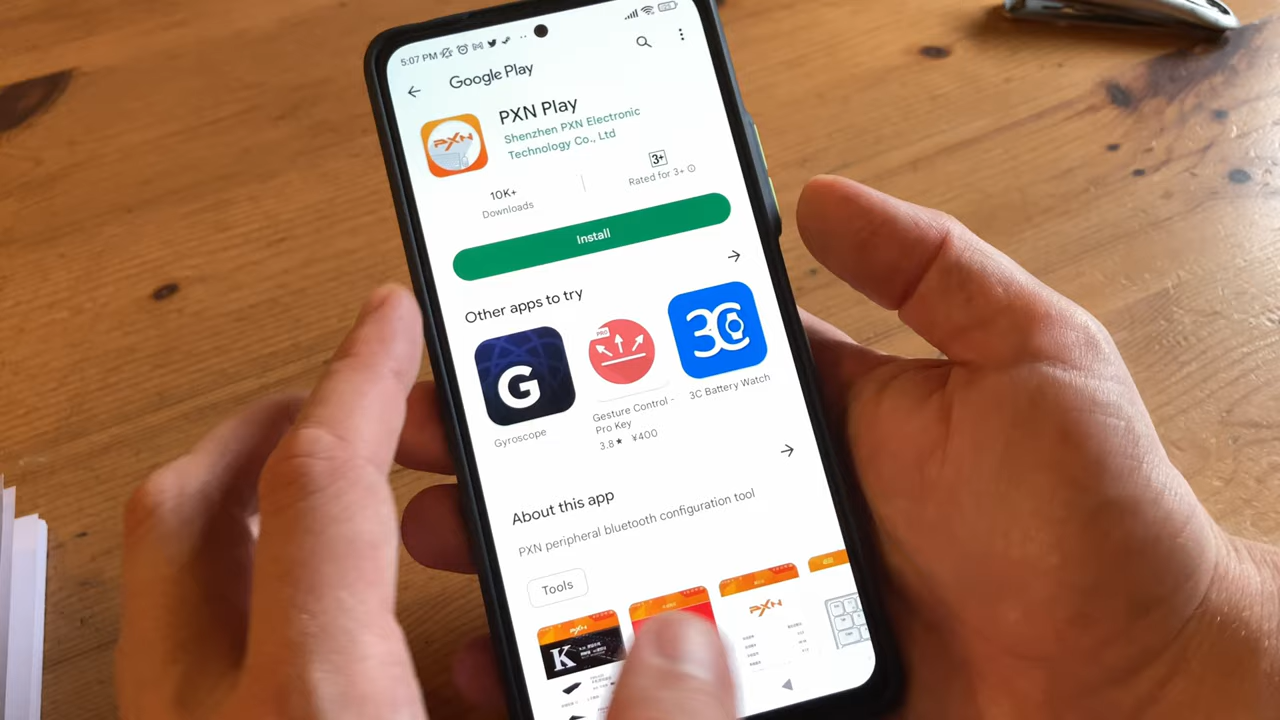 5:07 PM
Google Play
PXN
PXN Play
Shenzhen PXN Electronic
Technology Co., Ltd
10K+
Downloads
3+
Rated for 3+
Install
Other apps to try
G
Gyroscope
PRO
Gesture Control -
Pro Key
3.8★ ¥400
3C
3C Battery Watch
About this app
PXN peripheral bluetooth configuration tool
Tools
PXN
K
PXN